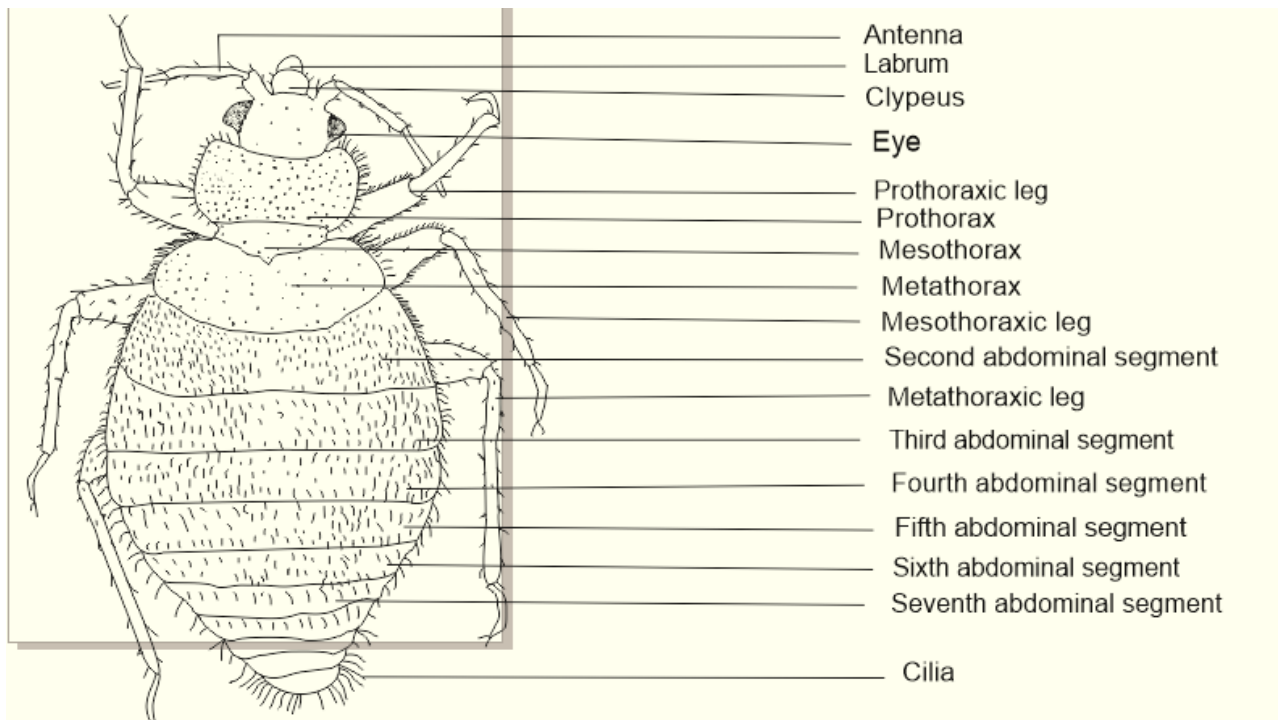 Antenna
Labrum
Clypeus
Eye
Prothoraxic leg
Prothorax
Mesothorax
Metathorax
Mesothoraxic leg
Second abdominal segment
Metathoraxic leg
Third abdominal segment
Fourth abdominal segment
Fifth abdominal segment
Sixth abdominal segment
Seventh abdominal segment
Cilia